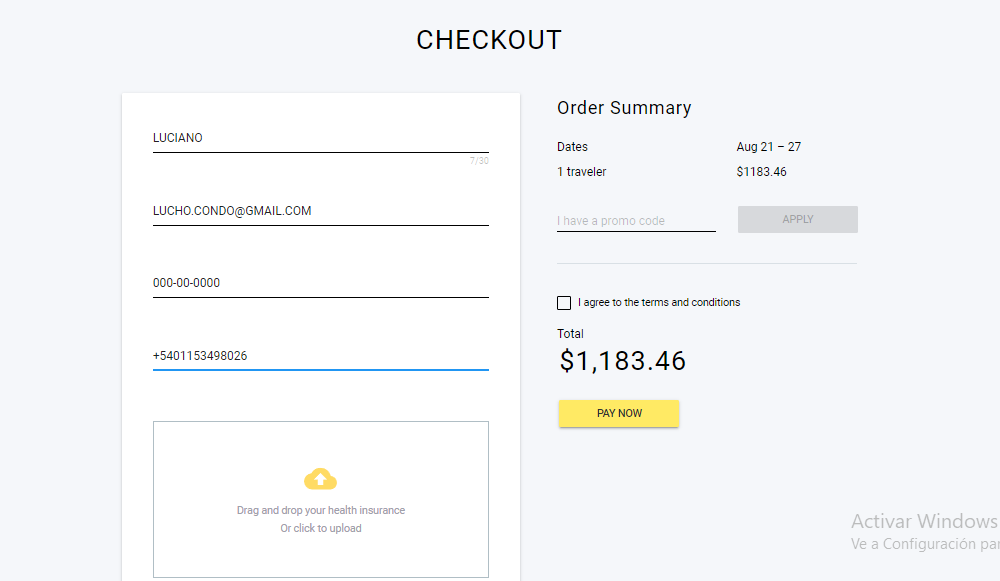 CHECKOUT
LUCIANO
7/30
LUCHO.CONDO@GMAIL.COM
000-00-0000
+5401153498026
Drag and drop your health insurance
Or click to upload
Order Summary
Dates Aug 21 – 27
1 traveler $1183.46
I have a promo code APPLY
I agree to the terms and conditions
Total
$1,183.46
PAY NOW
Activar Windows
Ve a Configuración par